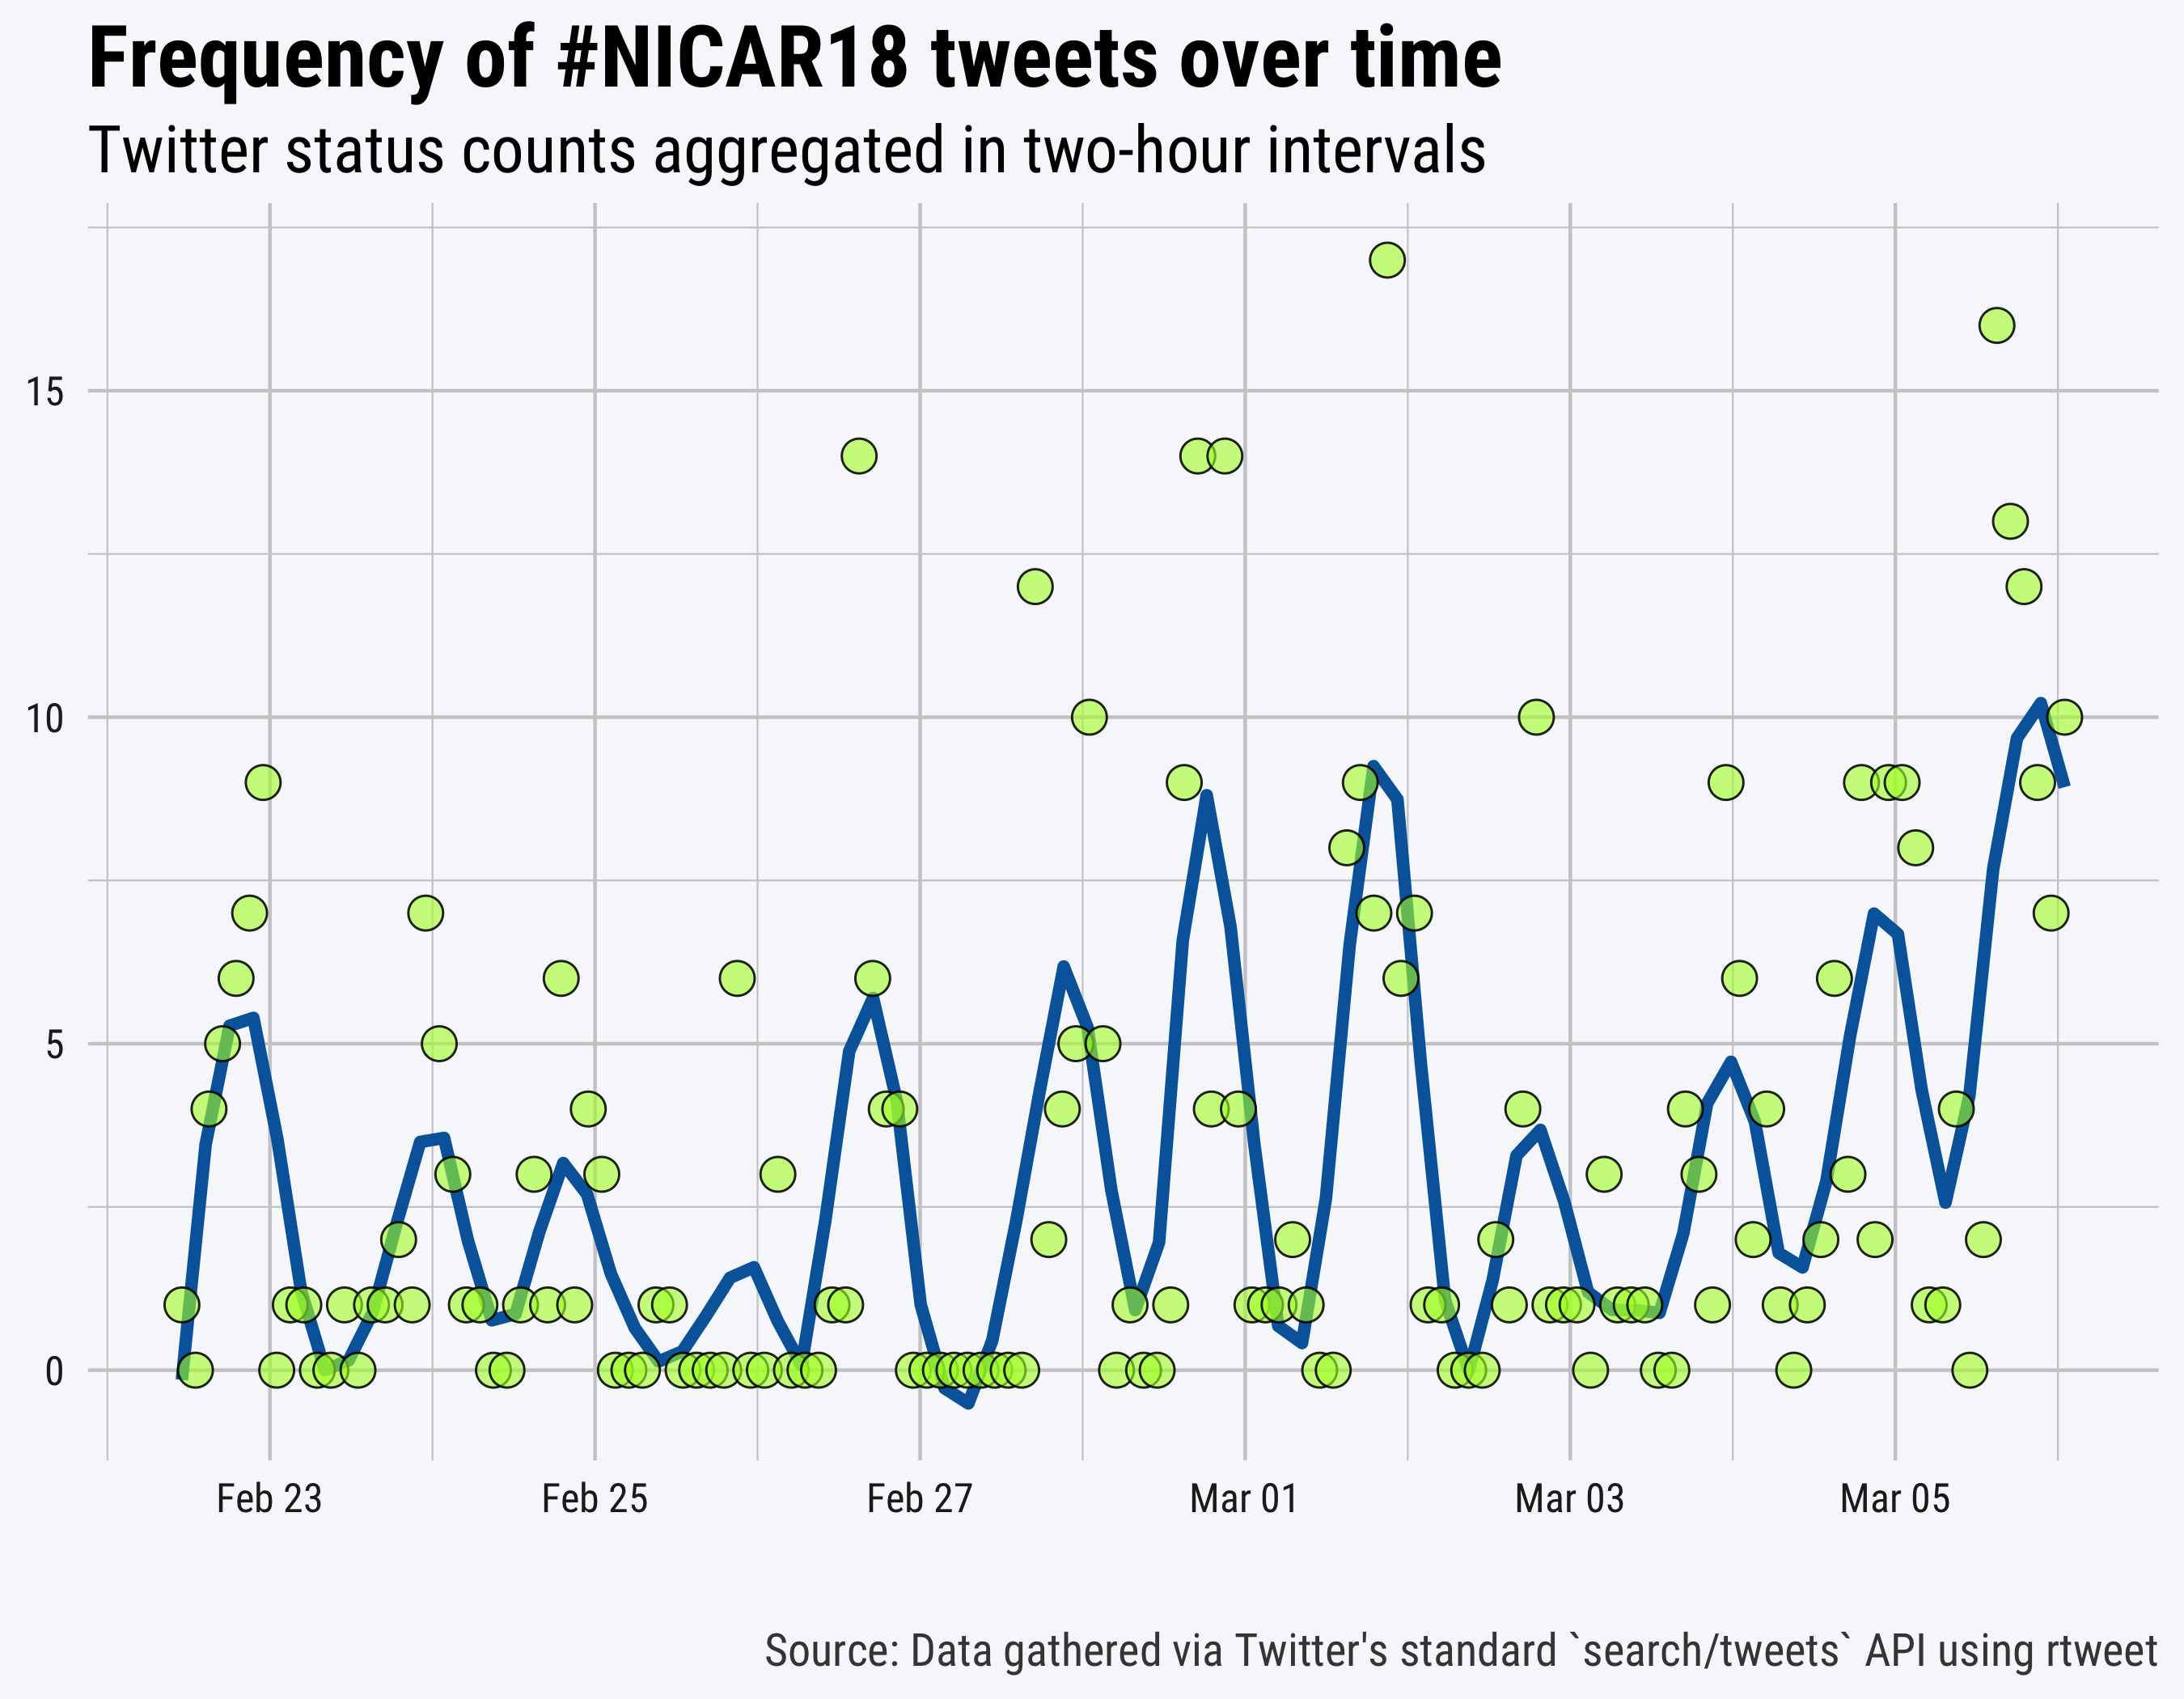 Frequency of #NICAR18 tweets over time
Twitter status counts aggregated in two-hour intervals
15
10
5
0
Feb 23 Feb 25 Feb 27 Mar 01 Mar 03 Mar 05
Source: Data gathered via Twitter's standard `search/tweets` API using rtweet